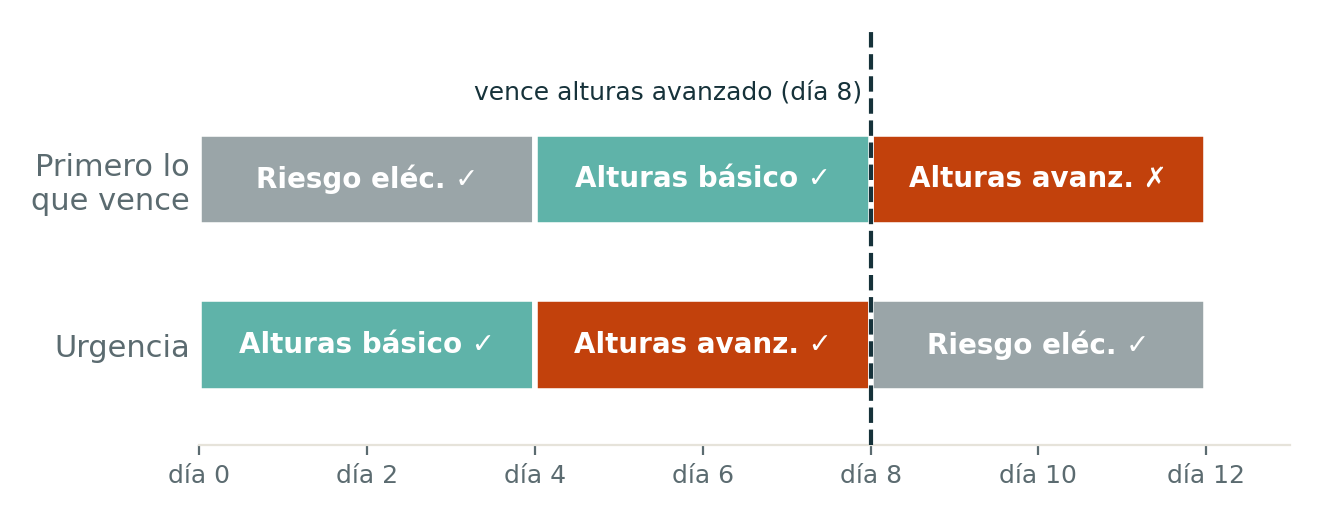 vence alturas avanzado (día 8)
Primero lo
que vence
Riesgo eléc. ✓
Alturas básico ✓
Alturas avanz. ✗
Urgencia
Alturas básico ✓
Alturas avanz. ✓
Riesgo eléc. ✓
día 0
día 2
día 4
día 6
día 8
día 10
día 12